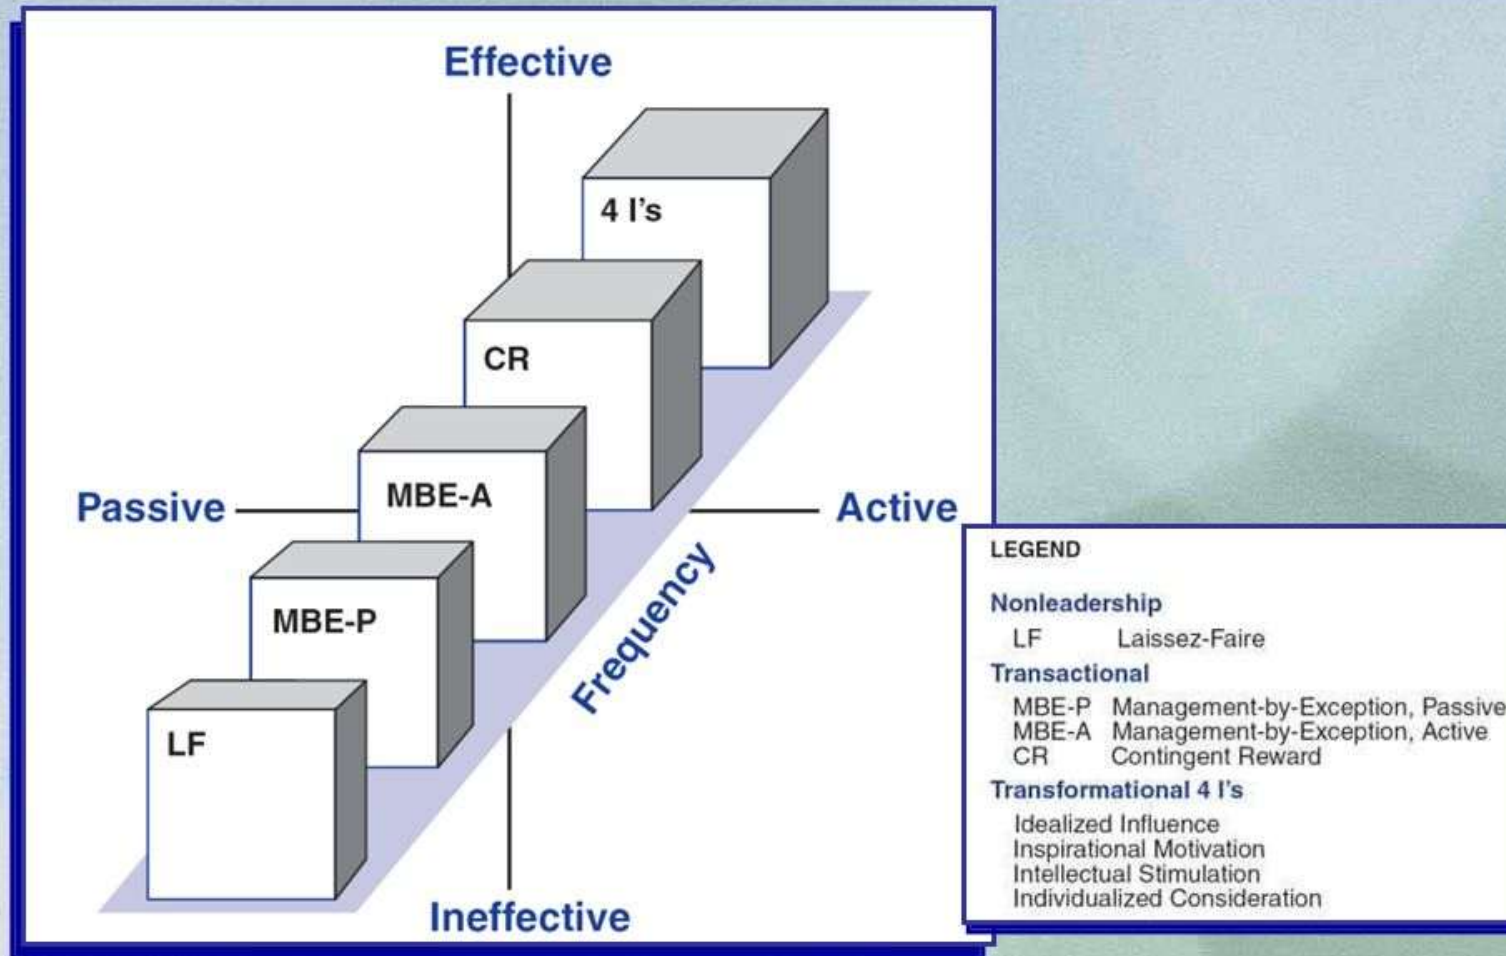 Effective
4 I's
CR
MBE-A
Passive
Active
MBE-P
Frequency
LF
Ineffective
LEGEND
Nonleadership
LF Laissez-Faire
Transactional
MBE-P Management-by-Exception, Passive
MBE-A Management-by-Exception, Active
CR Contingent Reward
Transformational 4 I's
Idealized Influence
Inspirational Motivation
Intellectual Stimulation
Individualized Consideration